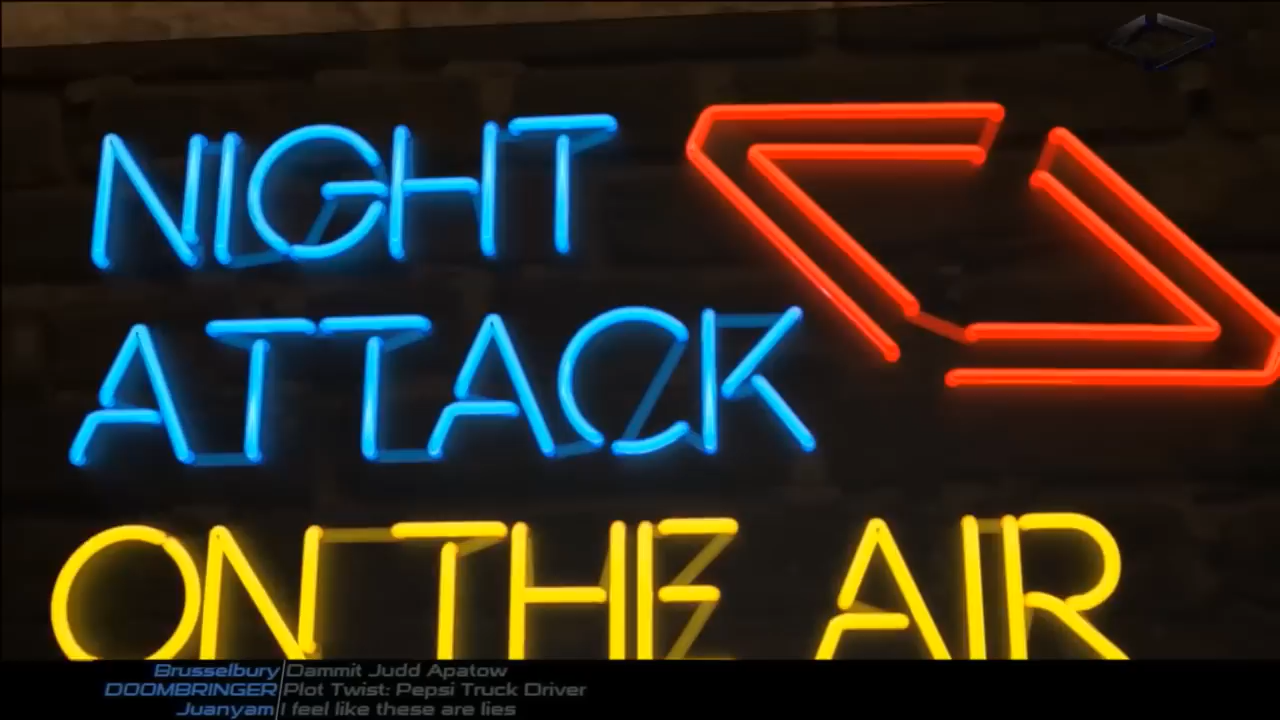 NIGHT
ATTACK
ON THE AIR
Brusselbury Dammit Judd Apatow
DOOMBRINGER Plot Twist: Pepsi Truck Driver
Juanyam I feel like these are lies